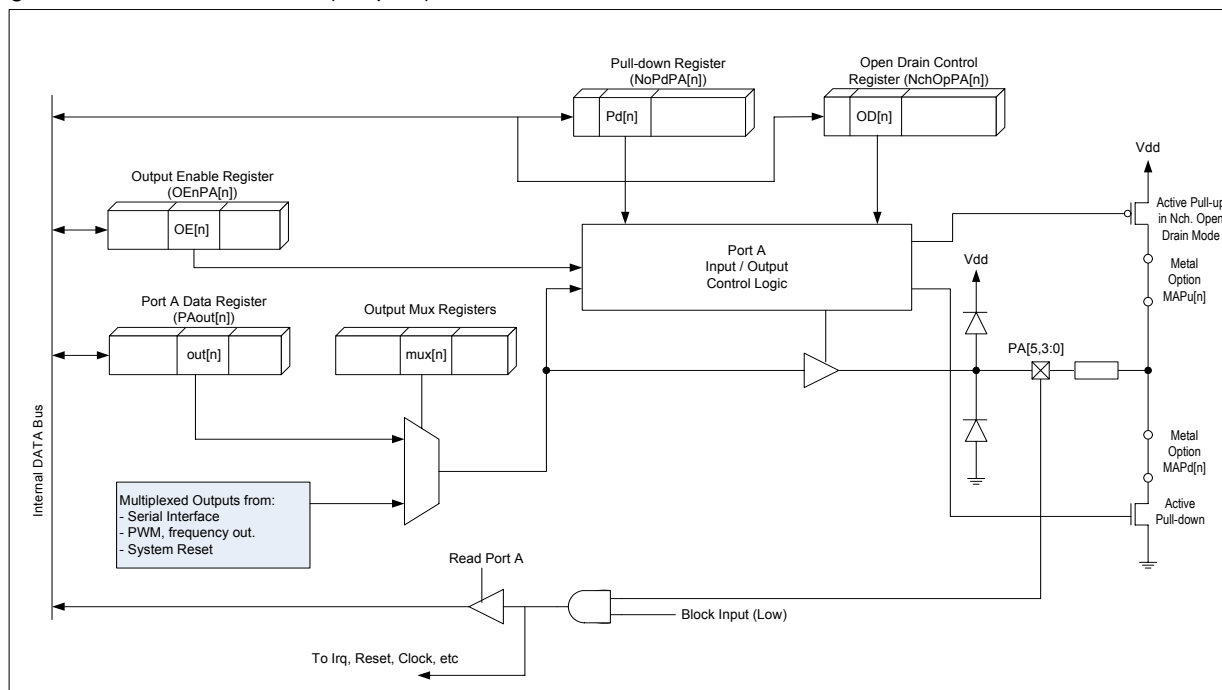 Pull-down Register
(NoPdPA[n])
Open Drain Control
Register (NchOpPA[n])
Pd[n]
OD[n]
Vdd
Output Enable Register
(OEnPA[n])
OE[n]
Active Pull-up
in Nch. Open
Drain Mode
Port A
Input / Output
Control Logic
Vdd
Metal
Option
MAPu[n]
Port A Data Register
(PAout[n])
Output Mux Registers
out[n]
mux[n]
PA[5,3:0]
Internal DATA Bus
Metal
Option
MAPd[n]
Multiplexed Outputs from:
- Serial Interface
- PWM, frequency out.
- System Reset
Active
Pull-down
Read Port A
Block Input (Low)
To Irq, Reset, Clock, etc